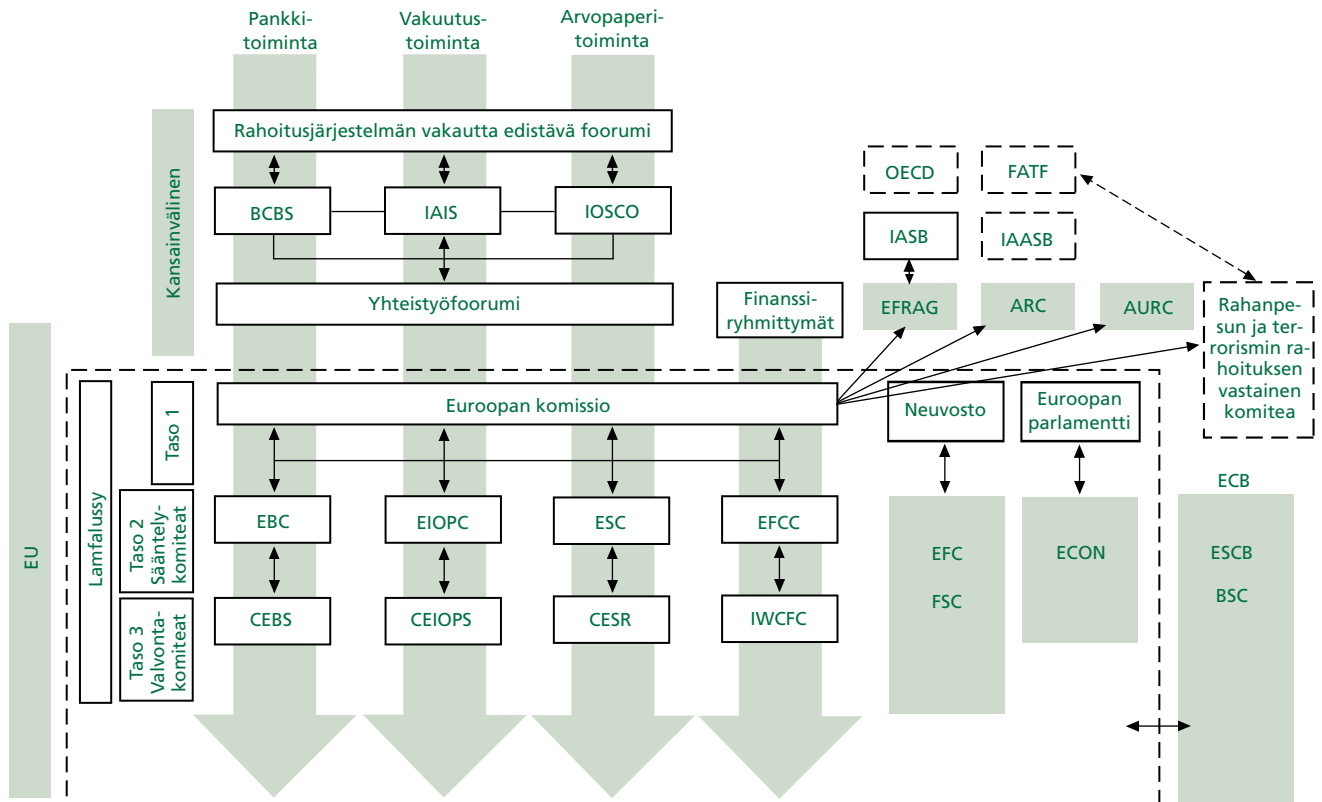 Pankki-
toiminta
Vakuutus-
toiminta
Arvopaperi-
toiminta
Kansainvälinen
Rahoitusjärjestelmän vakautta edistävä foorumi
BCBS
IAIS
IOSCO
Yhteistyöfoorumi
Finanssi-
ryhmittymät
OECD
FATF
IASB
IAASB
EFRAG
ARC
AURC
Rahanpe-
sun ja ter-
rorismin ra-
hoituksen
vastainen
komitea
EU
Lamfalussy
Taso 1
Euroopan komissio
Neuvosto
Euroopan
parlamentti
Taso 2
Sääntely-
komiteat
EBC
EIOPC
ESC
EFCC
EFC
FSC
ECON
ECB
ESCB
BSC
Taso 3
Valvonta-
komiteat
CEBS
CEIOPS
CESR
IWCFC